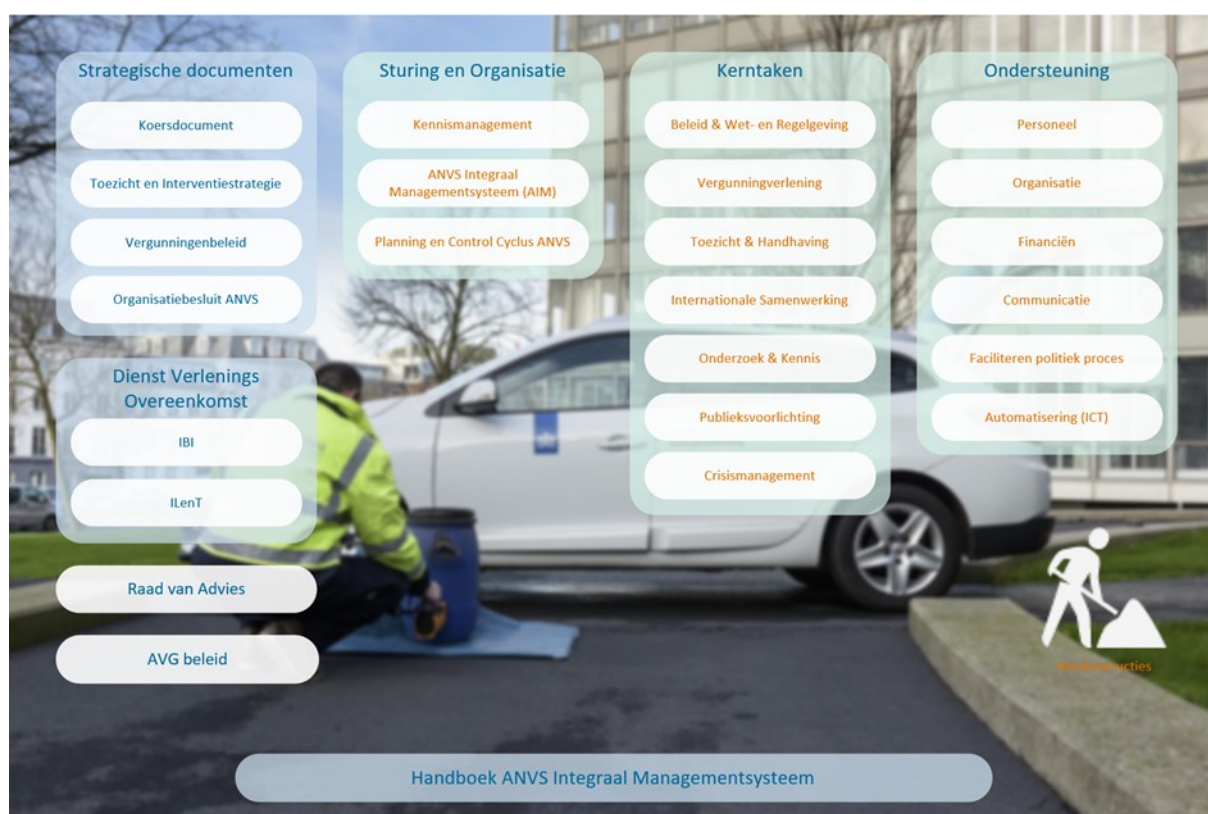 Strategische documenten
Koersdocument
Toezicht en Interventiestrategie
Vergunningenbeleid
Organisatiebesluit ANVS
Dienst Verlenings
Overeenkomst
IBI
ILenT
Raad van Advies
AVG beleid
Sturing en Organisatie
Kennismanagement
ANVS Integraal
Managementsysteem (AIM)
Planning en Control Cyclus ANVS
Kerntaken
Beleid & Wet- en Regelgeving
Vergunningverlening
Toezicht & Handhaving
Internationale Samenwerking
Onderzoek & Kennis
Publieksvoorlichting
Crisismanagement
Ondersteuning
Personeel
Organisatie
Financiën
Communicatie
Faciliteren politiek proces
Automatisering (ICT)
Handboek ANVS Integraal Managementsysteem